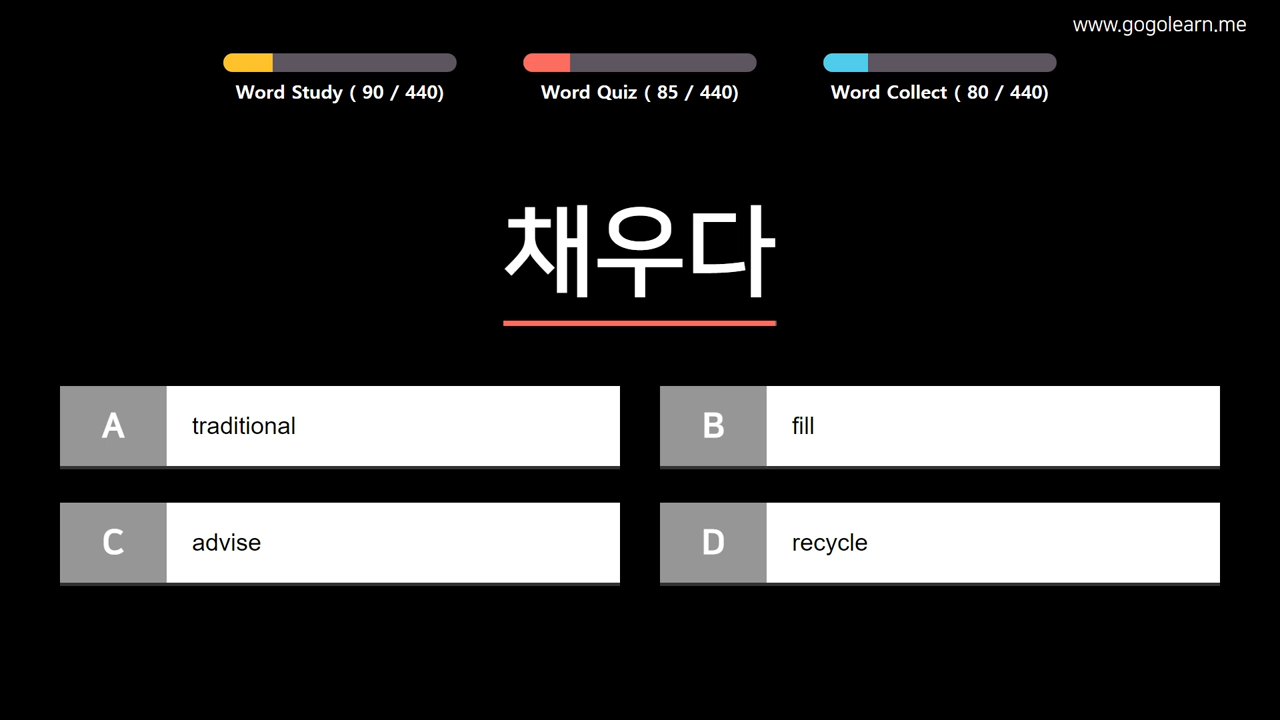 www.gogolearn.me
Word Study ( 90 / 440)
Word Quiz ( 85 / 440)
Word Collect ( 80 / 440)
채우다
A traditional
B fill
C advise
D recycle